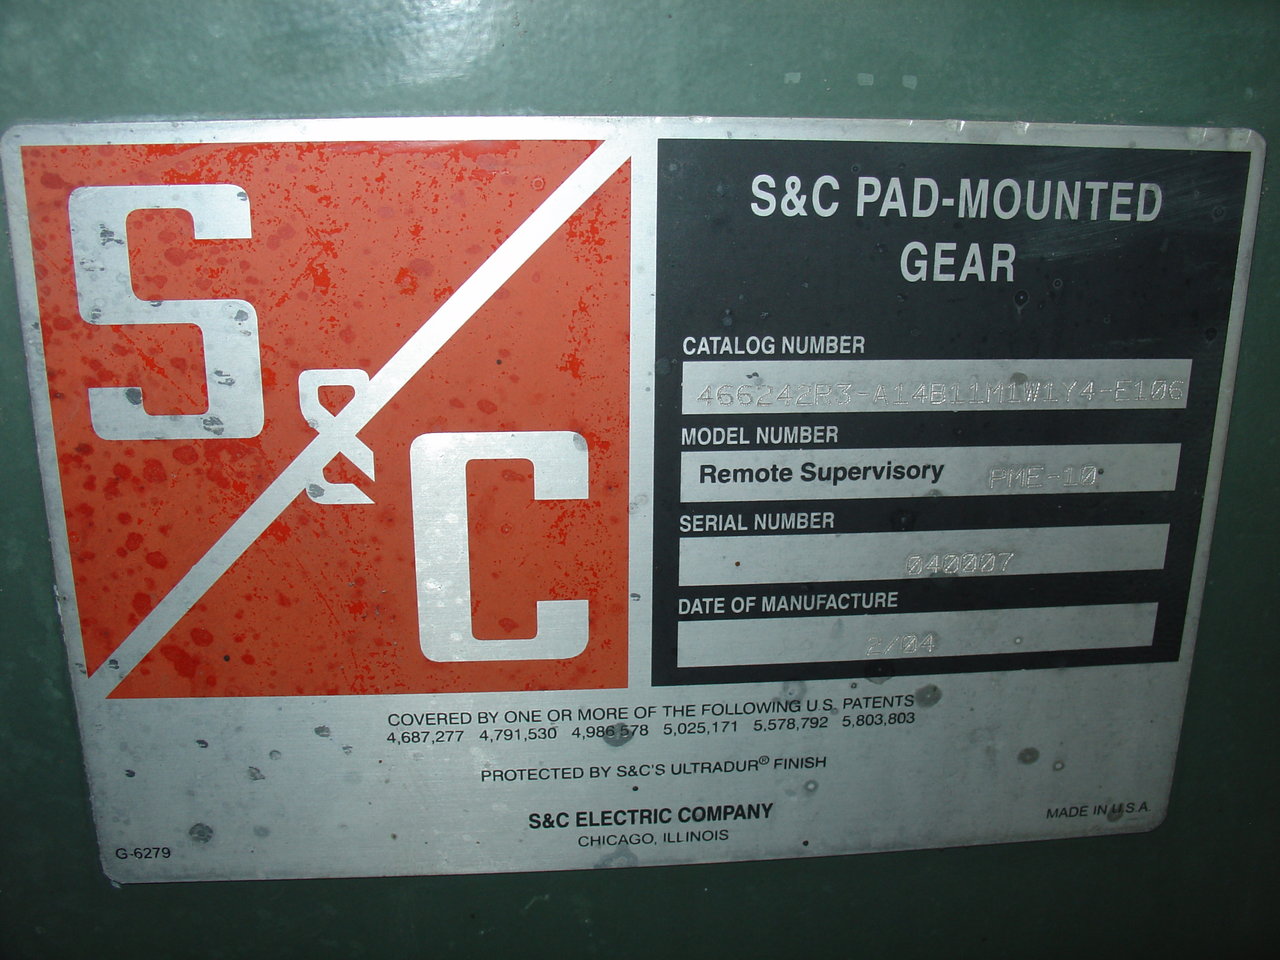 S&C
S&C PAD-MOUNTED
GEAR
CATALOG NUMBER
466242R3-A14B11M1W1Y4-E106
MODEL NUMBER
Remote Supervisory PME-10
SERIAL NUMBER
040007
DATE OF MANUFACTURE
2/04
COVERED BY ONE OR MORE OF THE FOLLOWING U.S. PATENTS
4,687,277 4,791,530 4,986,578 5,025,171 5,578,792 5,803,803
PROTECTED BY S&C'S ULTRADUR® FINISH
S&C ELECTRIC COMPANY
CHICAGO, ILLINOIS
MADE IN U.S.A.
G-6279